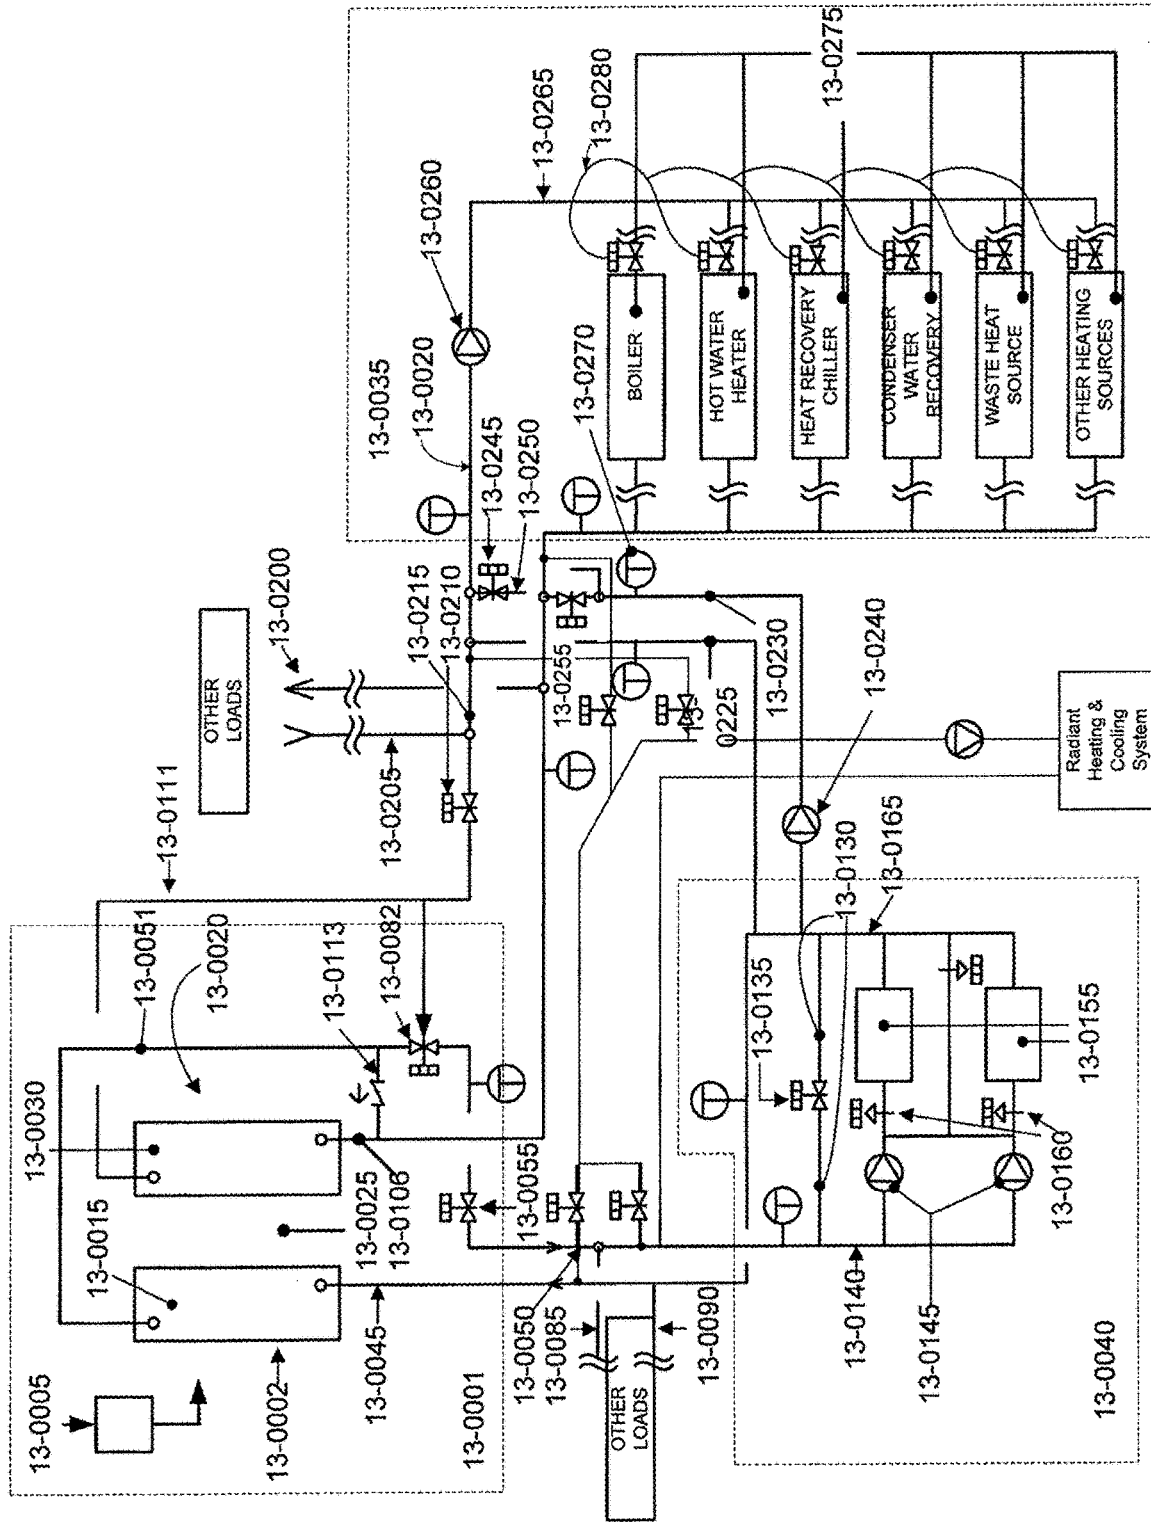 13-0005
13-0002
13-0015
13-0045
13-0001
13-0030
13-0025
13-0106
13-0055
13-0051
13-0020
13-0113
13-0082
13-0111
13-0050
13-0085
OTHER
LOADS
13-0090
13-0140
13-0145
13-0040
13-0160
13-0155
13-0135
13-0130
13-0165
13-0240
13-0230
13-
0225
Radiant
Heating &
Cooling
System
OTHER
LOADS
13-0200
13-0205
13-0215
13-0210
13-0255
13-0245
13-0250
13-0270
13-0035
13-0020
13-0260
13-0265
13-0280
13-0275
BOILER
HOT WATER
HEATER
HEAT RECOVERY
CHILLER
CONDENSER
WATER
RECOVERY
WASTE HEAT
SOURCE
OTHER HEATING
SOURCES
T
T
T
T
T
T
T
T